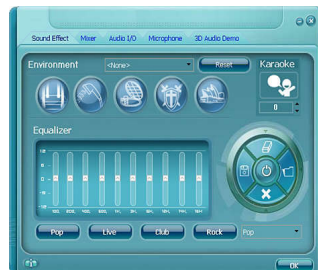 Sound Effect Mixer Audio I/O Microphone 3D Audio Demo
Environment <None> Reset Karaoke
0
Equalizer
Pop Live Club Rock Pop
OK